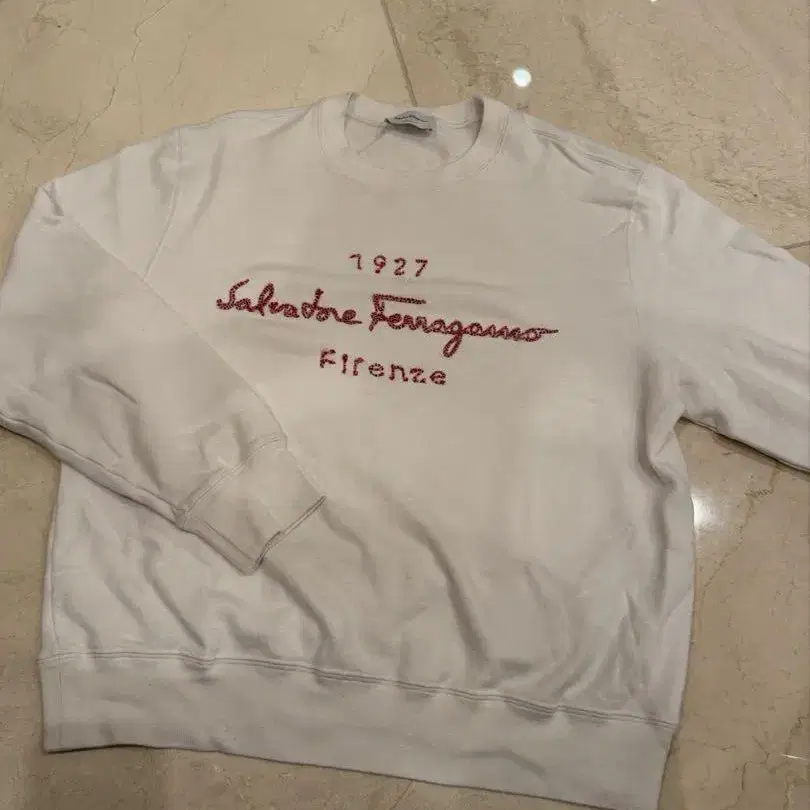 1927
Salvatore Ferragamo
Firenze